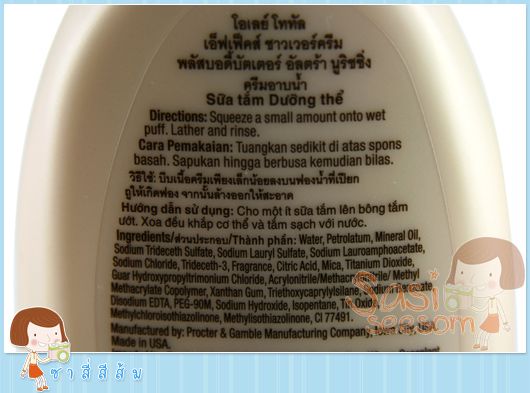 โอเลย์ โททัล
เอ็ฟเฟ็คส์ ชาวเวอร์ครีม
พลัสบอดี้บัตเตอร์ อัลตร้า นูริชชิ่ง
ครีมอาบน้ำ
Sữa tắm Dưỡng thể
Directions: Squeeze a small amount onto wet
puff. Lather and rinse.
Cara Pemakaian: Tuangkan sedikit di atas spons
basah. Sapukan hingga berbusa kemudian bilas.
วิธีใช้: บีบเนื้อครีมเพียงเล็กน้อยลงบนฟองน้ำที่เปียก
ถูให้เกิดฟอง จากนั้นล้างออกให้สะอาด
Hướng dẫn sử dụng: Cho một ít sữa tắm lên bông tắm
ướt. Xoa đều khắp cơ thể và tắm sạch với nước.
Ingredients/ส่วนประกอบ/Thành phần: Water, Petrolatum, Mineral Oil,
Sodium Trideceth Sulfate, Sodium Lauryl Sulfate, Sodium Lauroamphoacetate,
Sodium Chloride, Trideceth-3, Fragrance, Citric Acid, Mica, Titanium Dioxide,
Guar Hydroxypropyltrimonium Chloride, Acrylonitrile/Methacrylonitrile/ Methyl
Methacrylate Copolymer, Xanthan Gum, Triethoxycaprylylsilane, Sodium Benzoate,
Disodium EDTA, PEG-90M, Sodium Hydroxide, Isopentane, Tin Oxide,
Methylchloroisothiazolinone, Methylisothiazolinone, CI 77491.
Manufactured by: Procter & Gamble Manufacturing Company, Iowa City, USA.
Made in USA.
Sasi
seasom
ซาสี่สีส้ม